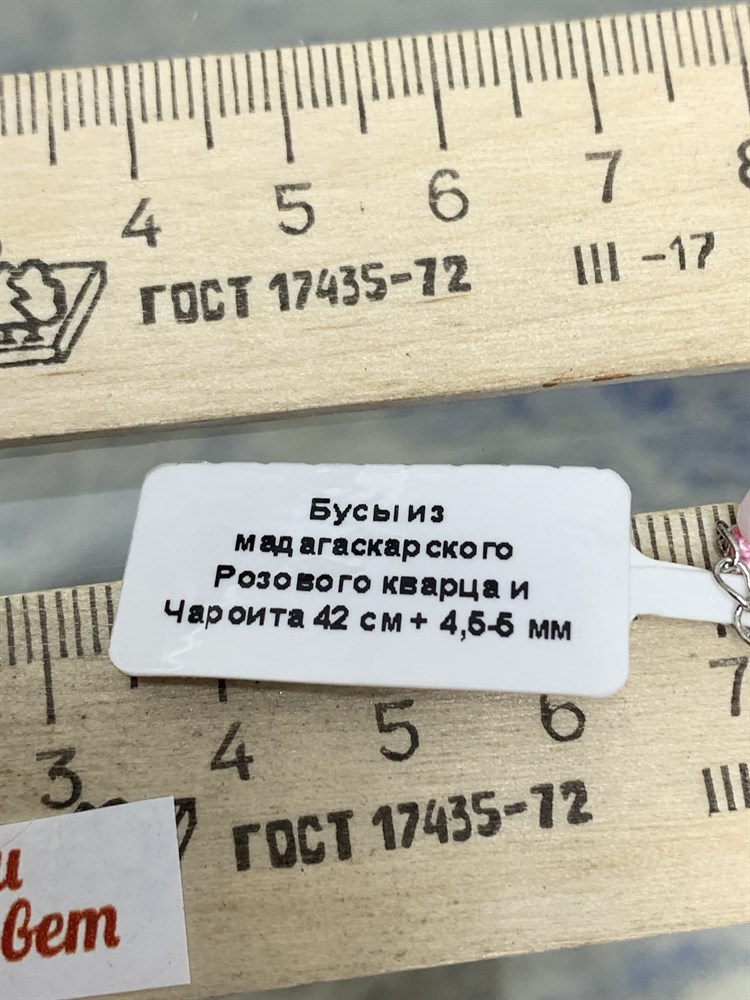 4 5 6 7 8
ГОСТ 17435-72 III-17
Бусы из
мадагаскарского
Розового кварца и
Чароита 42 см + 4,5-5 мм
3 4 5 6 7
ГОСТ 17435-72 III
и
вет